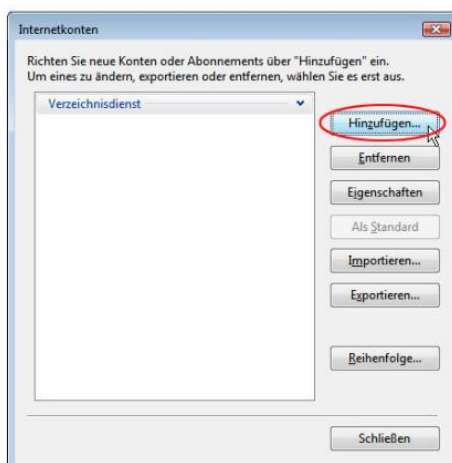 Internetkonten
Richten Sie neue Konten oder Abonnements über "Hinzufügen" ein.
Um eines zu ändern, exportieren oder entfernen, wählen Sie es erst aus.
Verzeichnisdienst
Hinzufügen...
Entfernen
Eigenschaften
Als Standard
Importieren...
Exportieren...
Reihenfolge...
Schließen